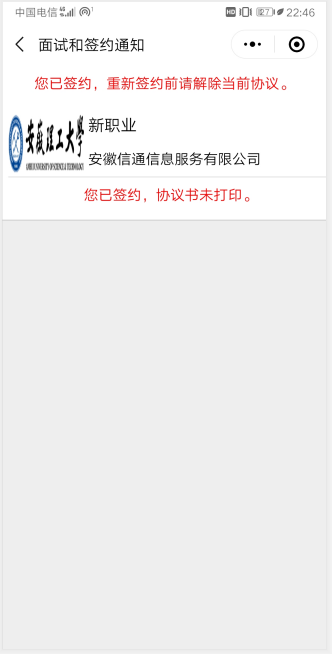 中国电信 HD 67 22:46
面试和签约通知
您已签约，重新签约前请解除当前协议。
安徽理工大學
新职业
安徽信通信息服务有限公司
您已签约，协议书未打印。